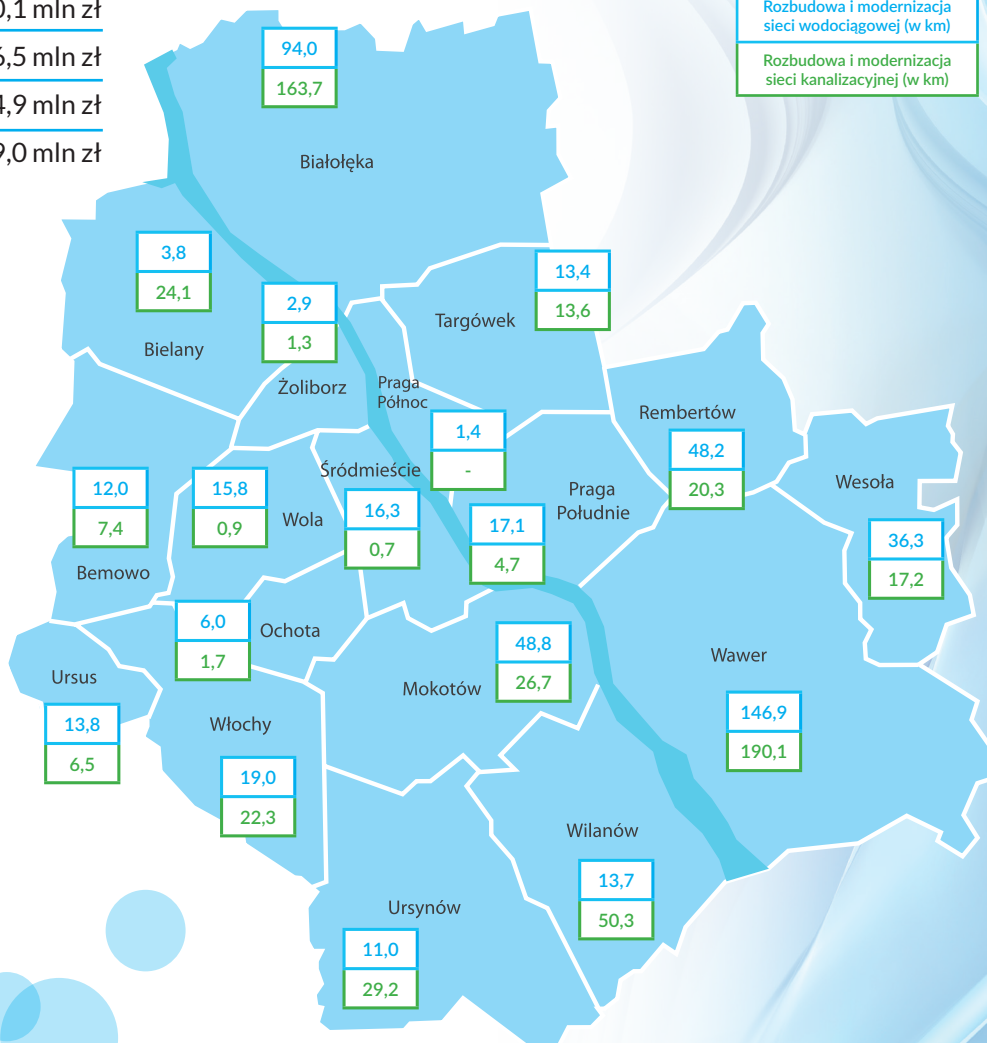 0,1 mln zł
6,5 mln zł
4,9 mln zł
9,0 mln zł
Rozbudowa i modernizacja
sieci wodociągowej (w km)
Rozbudowa i modernizacja
sieci kanalizacyjnej (w km)
94,0
163,7
Białołęka
3,8
24,1
Bielany
2,9
1,3
Żoliborz
13,4
13,6
Targówek
Praga
Północ
1,4
-
Rembertów
48,2
20,3
Wesoła
36,3
17,2
12,0
7,4
Bemowo
15,8
0,9
Wola
Śródmieście
16,3
0,7
Praga
Południe
17,1
4,7
6,0
1,7
Ochota
Ursus
13,8
6,5
Włochy
19,0
22,3
Mokotów
48,8
26,7
Wawer
146,9
190,1
Wilanów
13,7
50,3
Ursynów
11,0
29,2